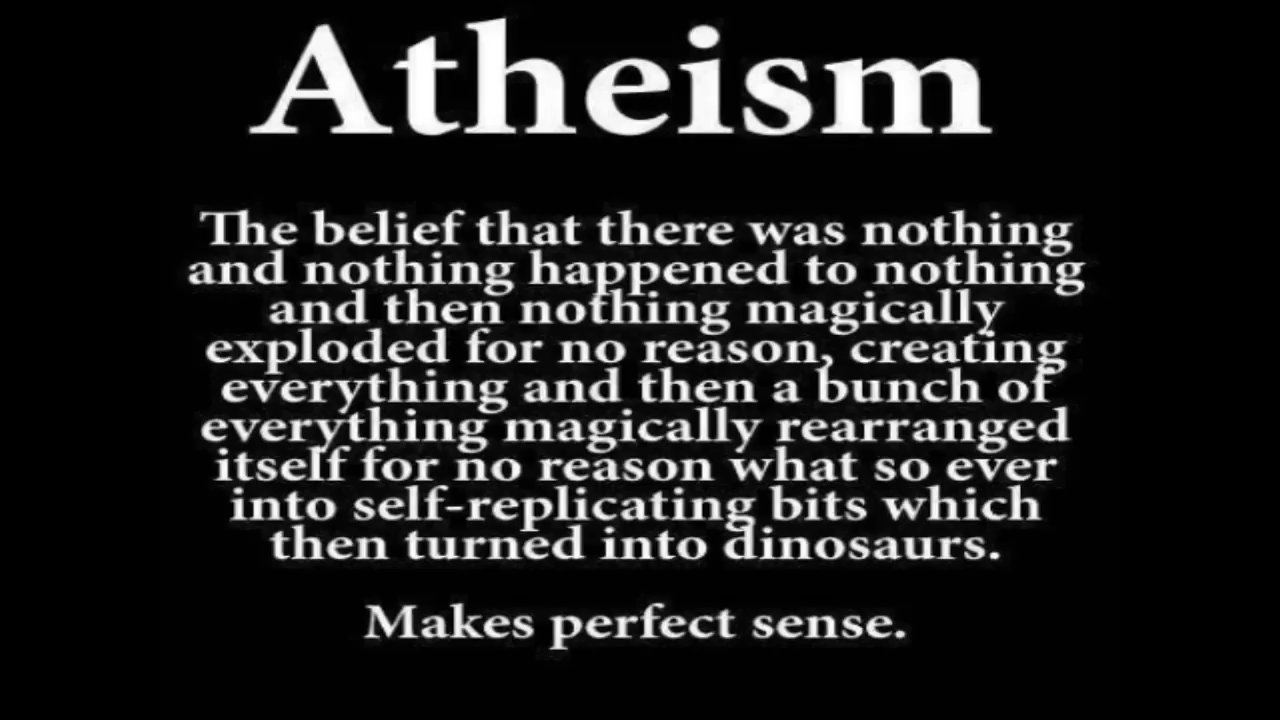 Atheism
The belief that there was nothing
and nothing happened to nothing
and then nothing magically
exploded for no reason, creating
everything and then a bunch of
everything magically rearranged
itself for no reason what so ever
into self-replicating bits which
then turned into dinosaurs.
Makes perfect sense.